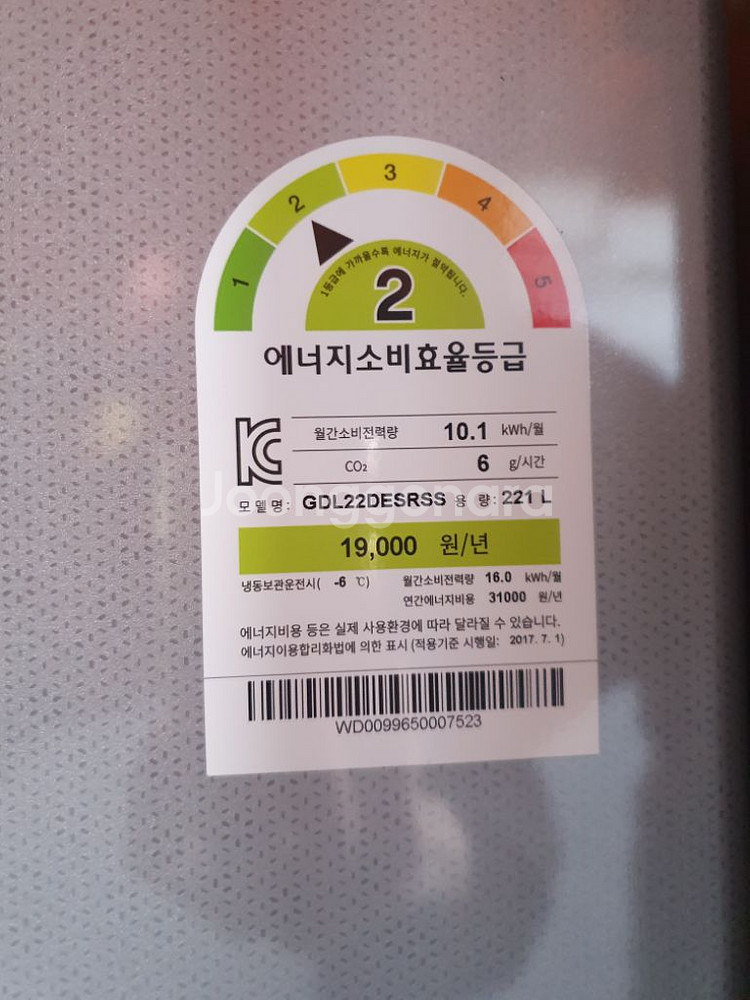 1 2 3 4 5
1등급에 가까울수록 에너지가 절약됩니다.
2
에너지소비효율등급
월간소비전력량 10.1 kWh/월
CO₂ 6 g/시간
모델명: GDL22DESRSS 용 량: 221 L
Joonggonara
19,000 원/년
냉동보관운전시( -6 ℃) 월간소비전력량 16.0 kWh/월
연간에너지비용 31000 원/년
에너지비용 등은 실제 사용환경에 따라 달라질 수 있습니다.
에너지이용합리화법에 의한 표시 (적용기준 시행일: 2017. 7. 1)
WD0099650007523